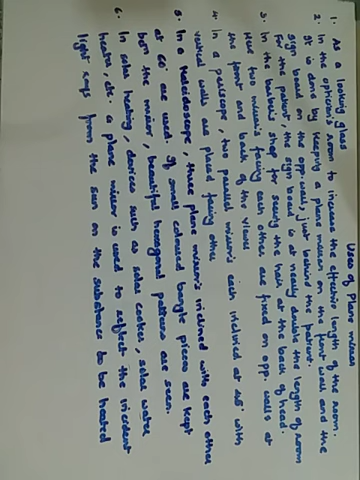 Uses of Plane mirrors
1. As a looking glass
2. In the optician's room to increase the effective length of the room.
It is done by keeping a plane mirror on the front wall and the
sign board on the opp wall, just behind the patient.
For the patient, the sign board is at nearly double the length of room
3. In the barber's shop for seeing the hair at the back of head.
Here two mirrors facing each other are fixed on opp. walls at
the front and back of the viewer
4. In a Periscope, two parallel mirrors each inclined at 45° with
vertical walls are placed facing other
5. In a Kaleidoscope, three plane mirrors inclined with each other
at 60° are used. If small coloured bangle pieces are kept
bet" the mirror, beautiful hexagonal patterns are seen.
6. In solar heating, devices such as solar cooker, solar water
heater, etc. a plane mirror is used to reflect the incident
light rays from the sun on the substance to be heated